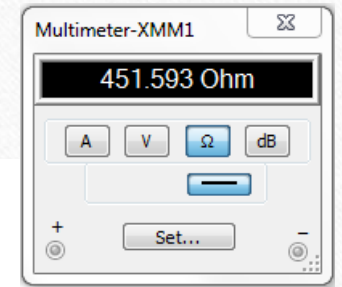 Multimeter-XMM1
451.593 Ohm
A V Ω dB
+ Set... –